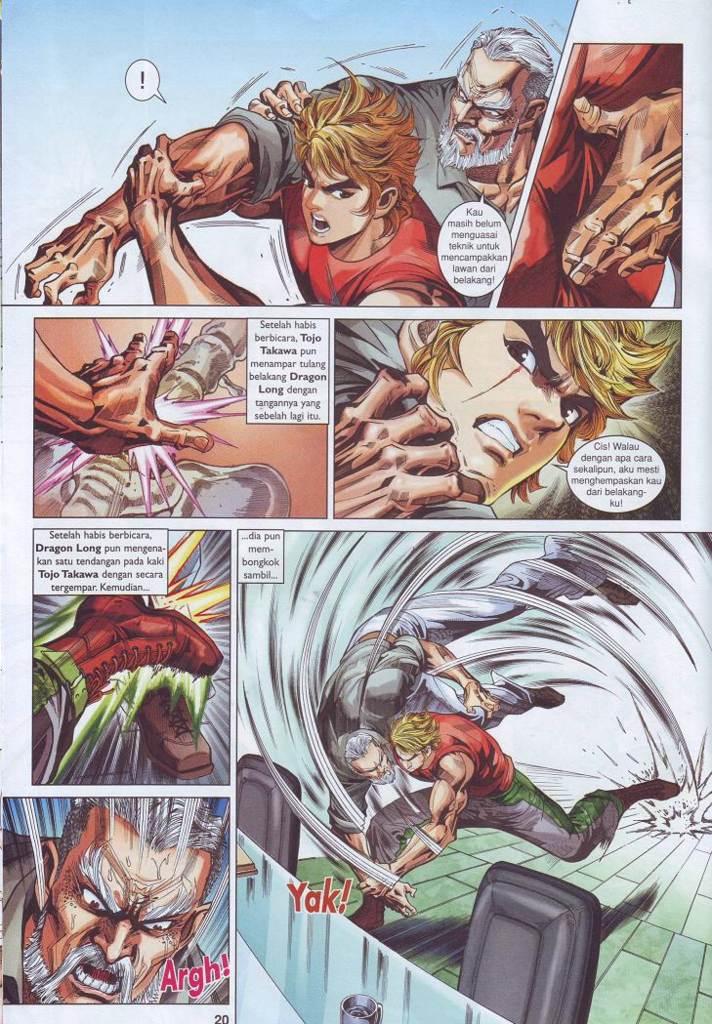 !
Kau
masih belum
menguasai
teknik untuk
mencampakkan
lawan dari
belakang!
Setelah habis
berbicara, Tojo
Takawa pun
menampar tulang
belakang Dragon
Long dengan
tangannya yang
sebelah lagi itu.
Cis! Walau
dengan apa cara
sekalipun, aku mesti
menghempaskan kau
dari belakang-
ku!
Setelah habis berbicara,
Dragon Long pun mengena-
kan satu tendangan pada kaki
Tojo Takawa dengan secara
tergempar. Kemudian...
...dia pun
mem-
bongkok
sambil...
Yak!
Argh!
20